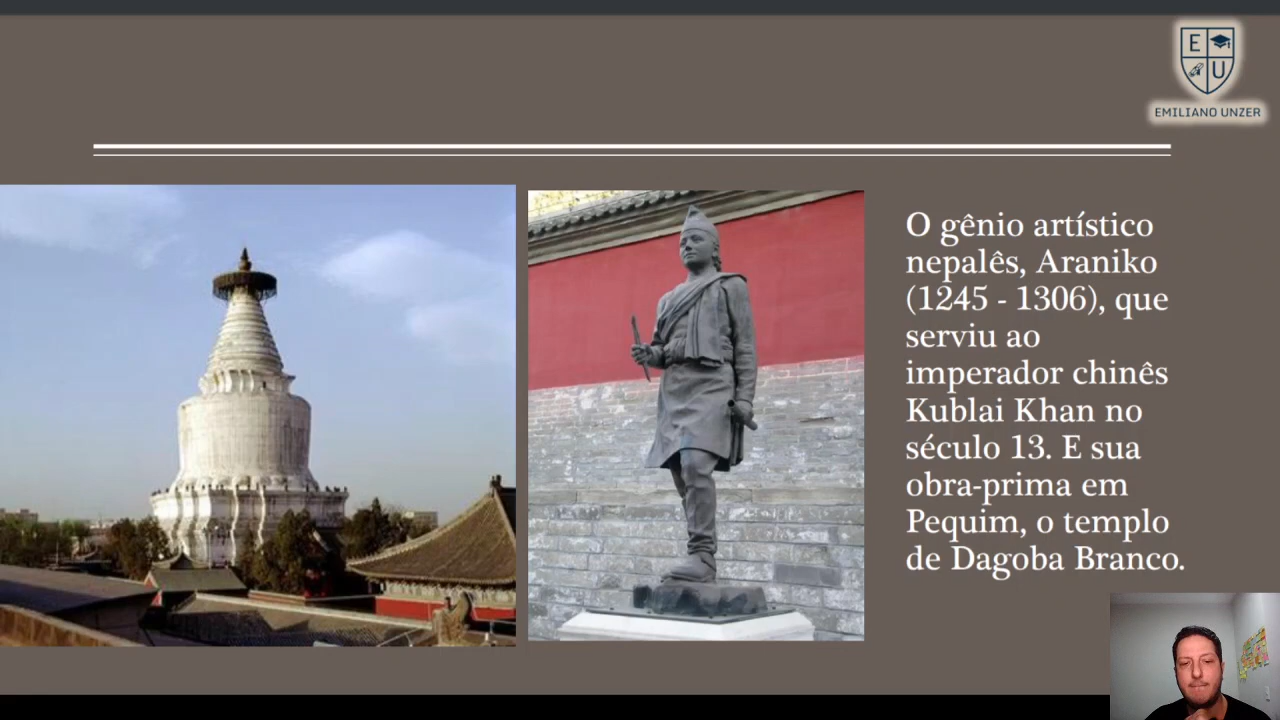 E
U
EMILIANO UNZER
O gênio artístico
nepalês, Araniko
(1245 - 1306), que
serviu ao
imperador chinês
Kublai Khan no
século 13. E sua
obra-prima em
Pequim, o templo
de Dagoba Branco.